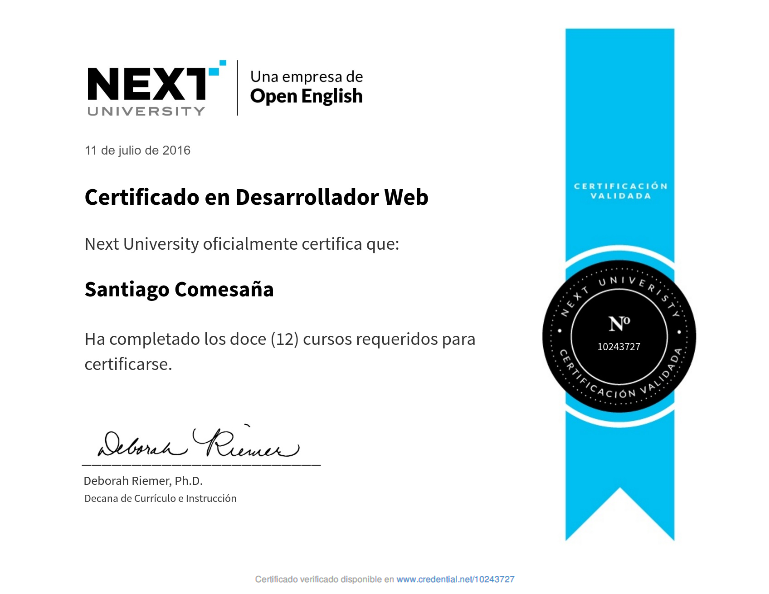 NEXT
UNIVERSITY
Una empresa de
Open English
11 de julio de 2016
Certificado en Desarrollador Web
Next University oficialmente certifica que:
Santiago Comesaña
Ha completado los doce (12) cursos requeridos para
certificarse.
Deborah Riemer
Deborah Riemer, Ph.D.
Decana de Currículo e Instrucción
CERTIFICACIÓN
VALIDADA
NEXT UNIVERISTY
Nº
10243727
CERTIFICACIÓN VALIDADA
Certificado verificado disponible en www.credential.net/10243727